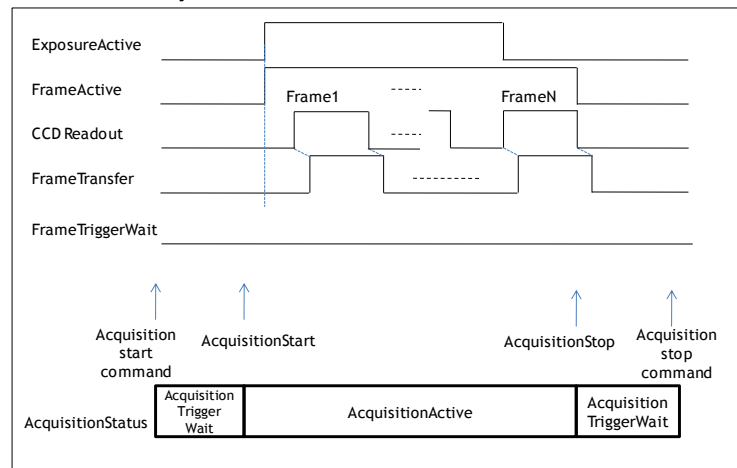 ExposureActive
FrameActive
Frame1
FrameN
CCD Readout
FrameTransfer
FrameTriggerWait
Acquisition
start
command
AcquisitionStart
AcquisitionStop
Acquisition
stop
command
AcquisitionStatus
Acquisition
Trigger
Wait
AcquisitionActive
Acquisition
TriggerWait